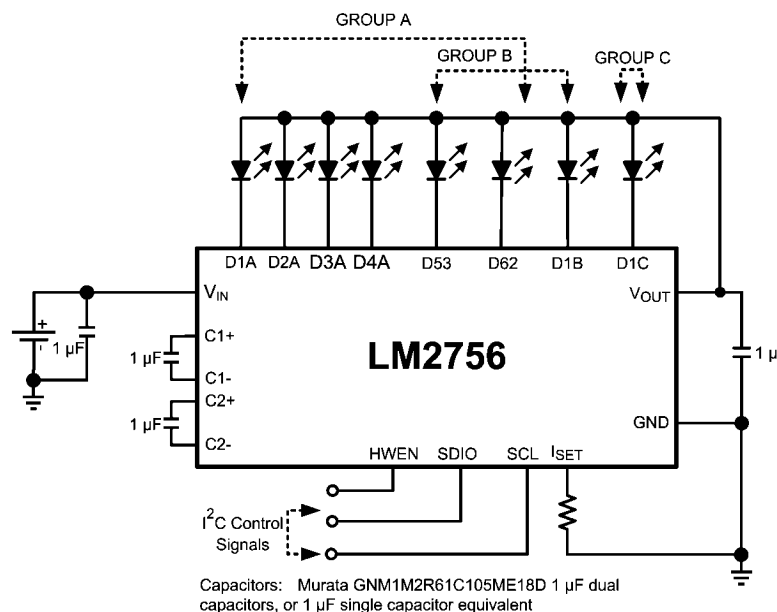 GROUP A
GROUP B
GROUP C
D1A D2A D3A D4A D53 D62 D1B D1C
VIN
VOUT
+
-
1 µF
C1+
1 µF
C1-
LM2756
1 µ
C2+
1 µF
C2-
GND
HWEN SDIO SCL ISET
I2C Control
Signals
Capacitors: Murata GNM1M2R61C105ME18D 1 µF dual
capacitors, or 1 µF single capacitor equivalent